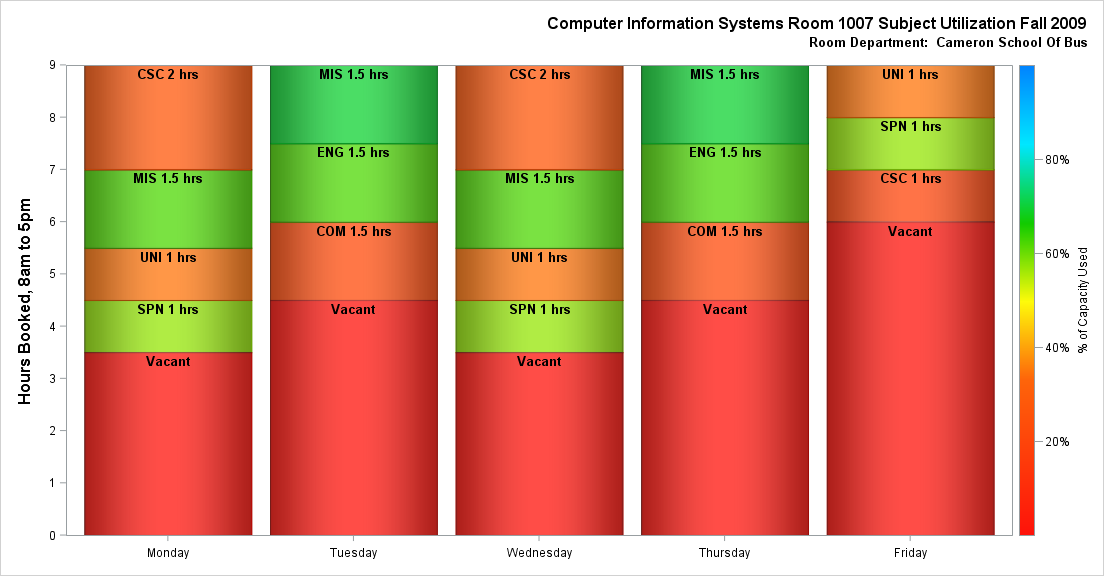 Computer Information Systems Room 1007 Subject Utilization Fall 2009
Room Department:  Cameron School Of Bus
Hours Booked, 8am to 5pm
9
8
7
6
5
4
3
2
1
0
CSC 2 hrs
MIS 1.5 hrs
UNI 1 hrs
SPN 1 hrs
Vacant
MIS 1.5 hrs
ENG 1.5 hrs
COM 1.5 hrs
Vacant
CSC 2 hrs
MIS 1.5 hrs
UNI 1 hrs
SPN 1 hrs
Vacant
MIS 1.5 hrs
ENG 1.5 hrs
COM 1.5 hrs
Vacant
UNI 1 hrs
SPN 1 hrs
CSC 1 hrs
Vacant
Monday
Tuesday
Wednesday
Thursday
Friday
80%
60%
40%
20%
% of Capacity Used